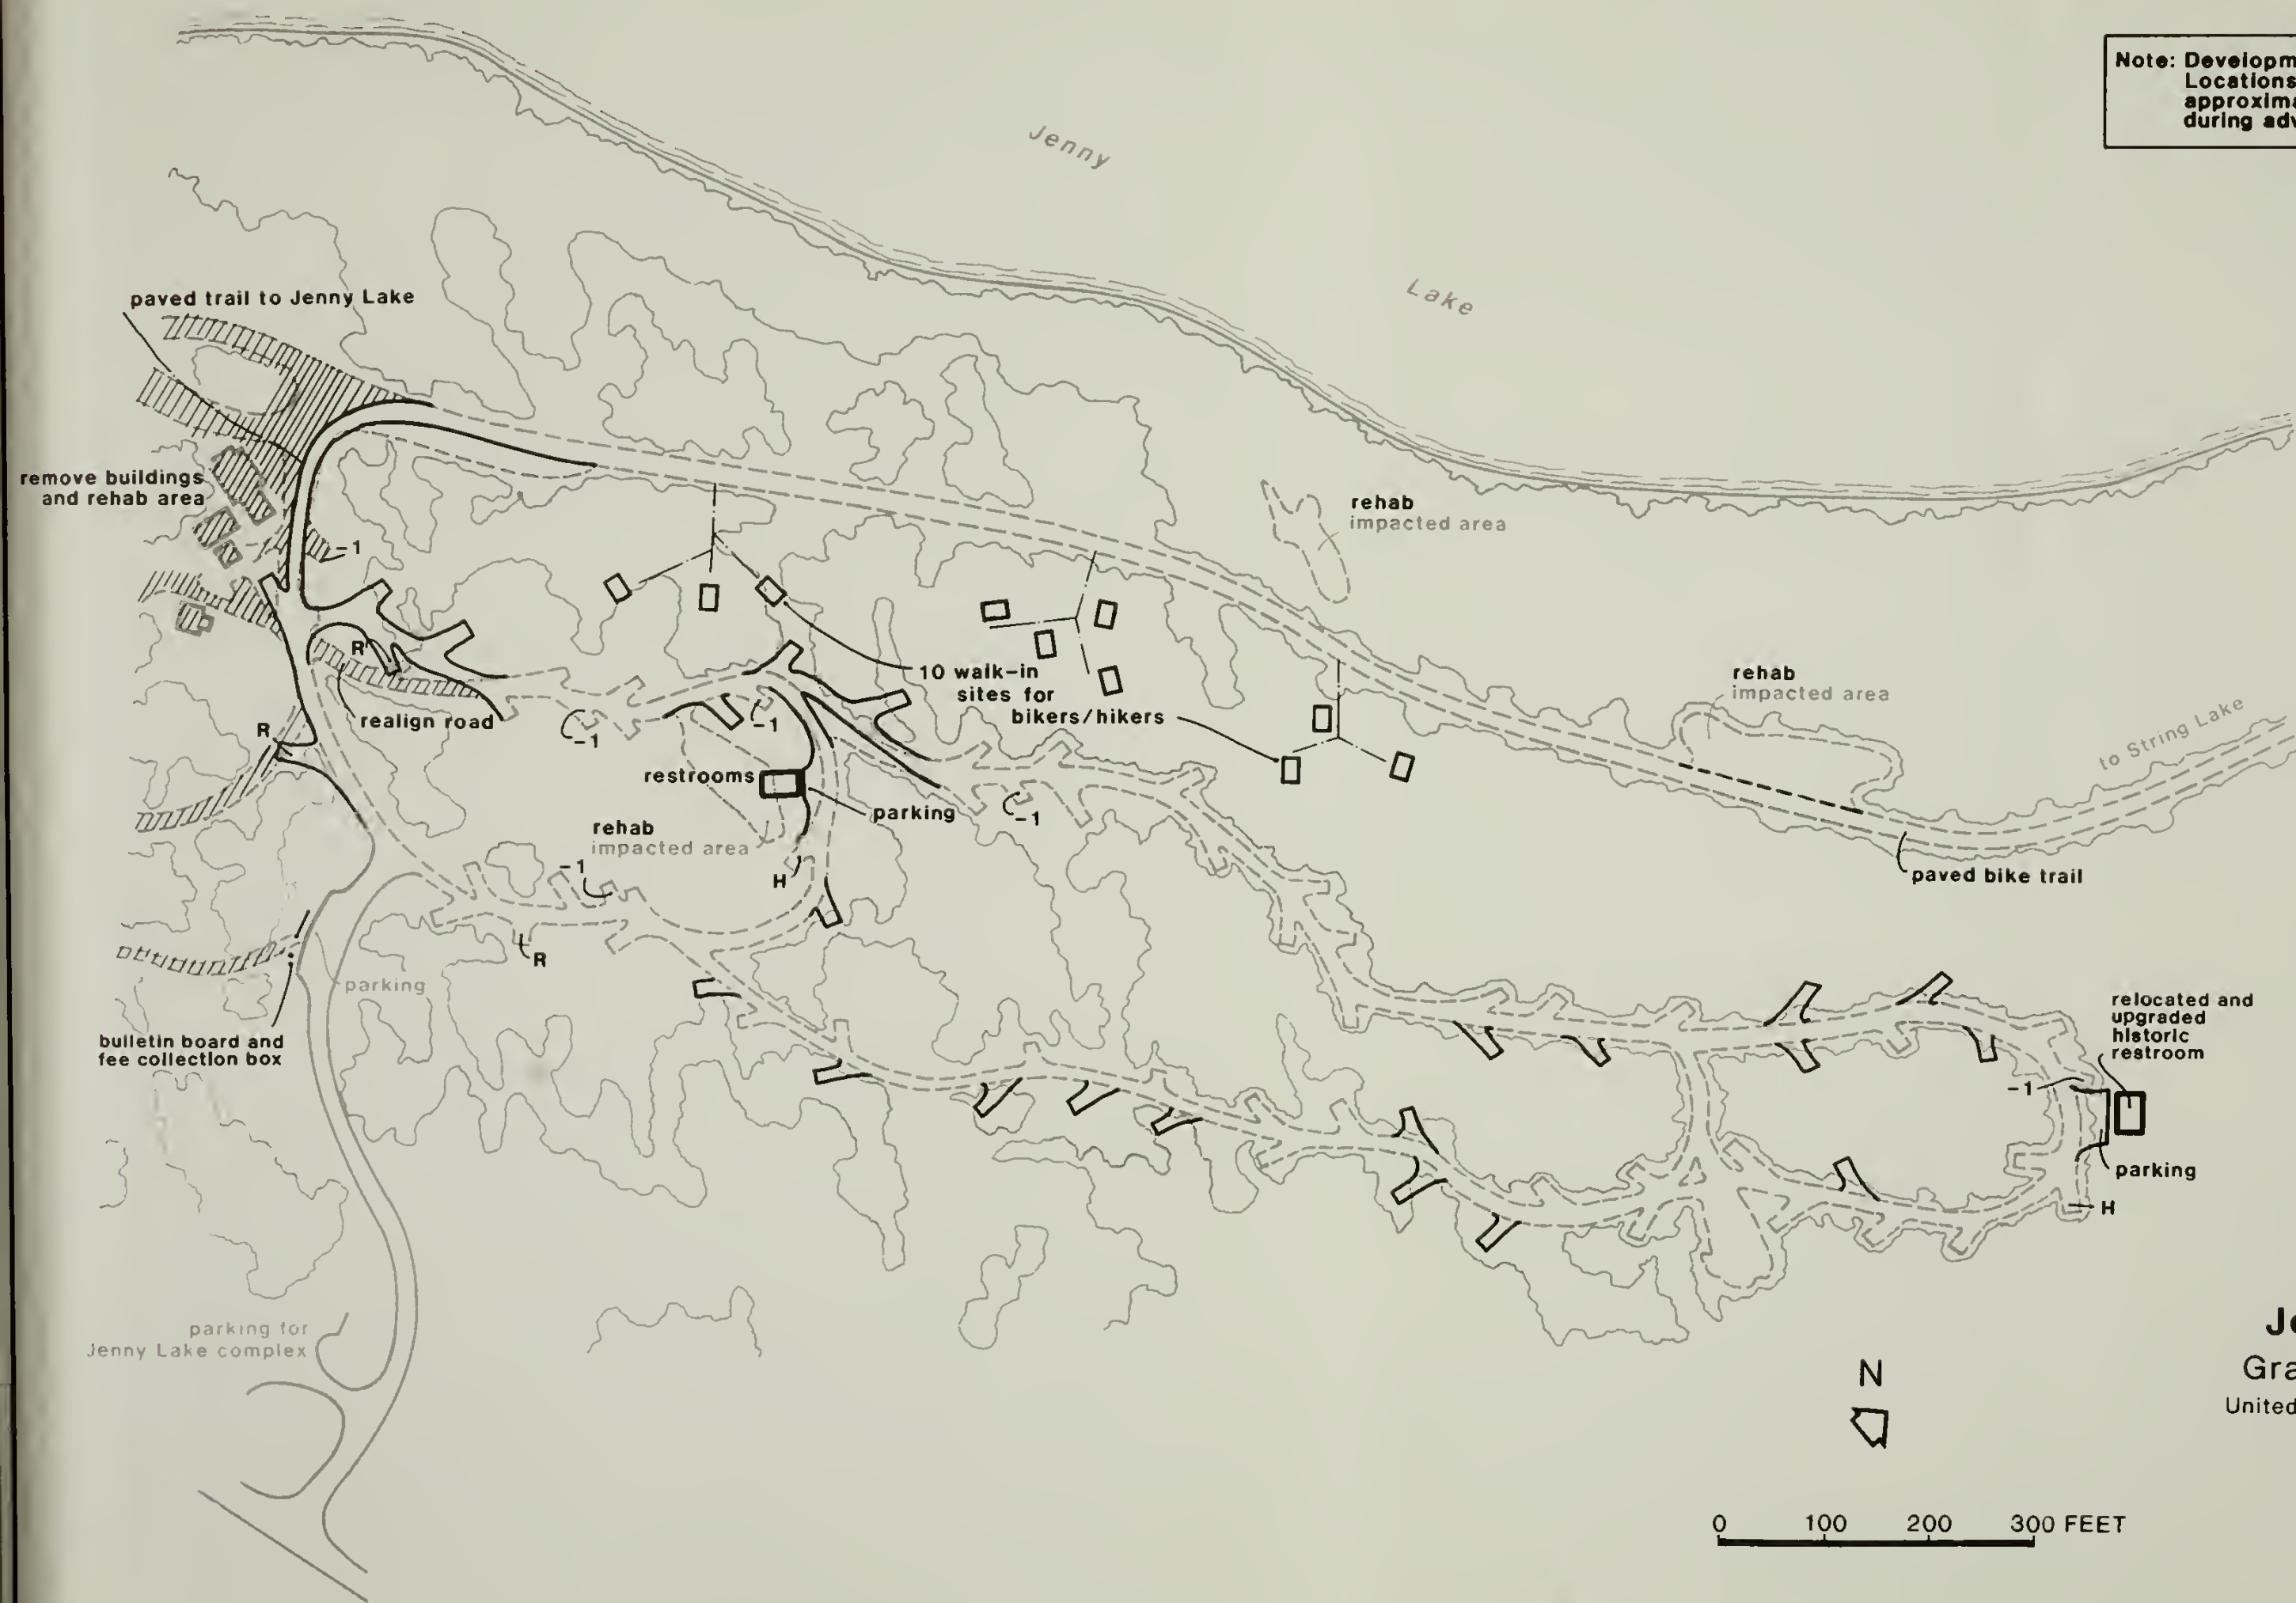 Note: Developm
Locations
approxima
during adv
Jenny
Lake
paved trail to Jenny Lake
remove buildings
and rehab area
-1
R
realign road
R
-1
-1
restrooms
parking
rehab
impacted area
H
-1
R
10 walk-in
sites for
bikers/hikers
-1
rehab
impacted area
rehab
impacted area
to String Lake
paved bike trail
parking
bulletin board and
fee collection box
relocated and
upgraded
historic
restroom
-1
parking
H
parking for
Jenny Lake complex
N
0 100 200 300 FEET
Je
Gra
United